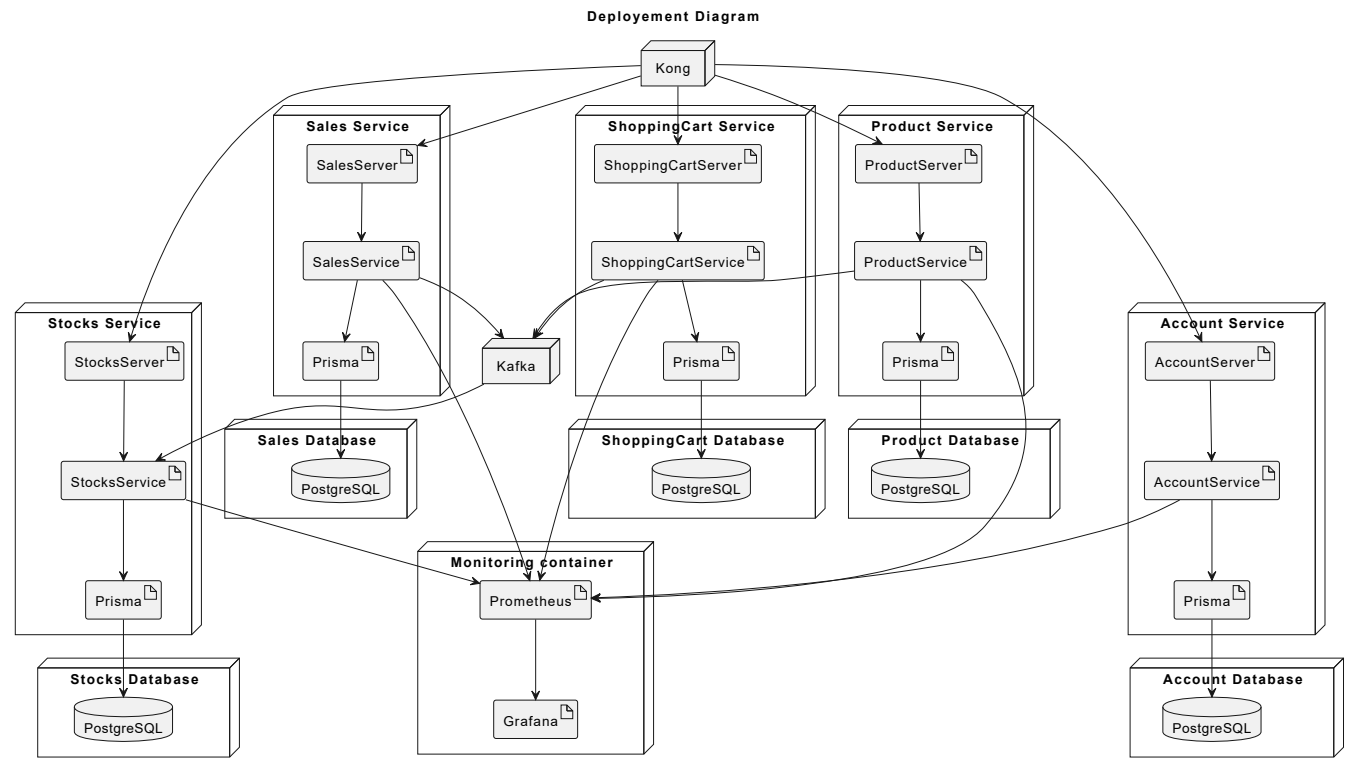 Deployement Diagram
Kong
Sales Service
ShoppingCart Service
Product Service
SalesServer
ShoppingCartServer
ProductServer
SalesService
ShoppingCartService
ProductService
Stocks Service
Account Service
StocksServer
Prisma
Kafka
Prisma
Prisma
AccountServer
Sales Database
ShoppingCart Database
Product Database
StocksService
PostgreSQL
PostgreSQL
PostgreSQL
AccountService
Monitoring container
Prisma
Prometheus
Prisma
Stocks Database
Account Database
PostgreSQL
Grafana
PostgreSQL